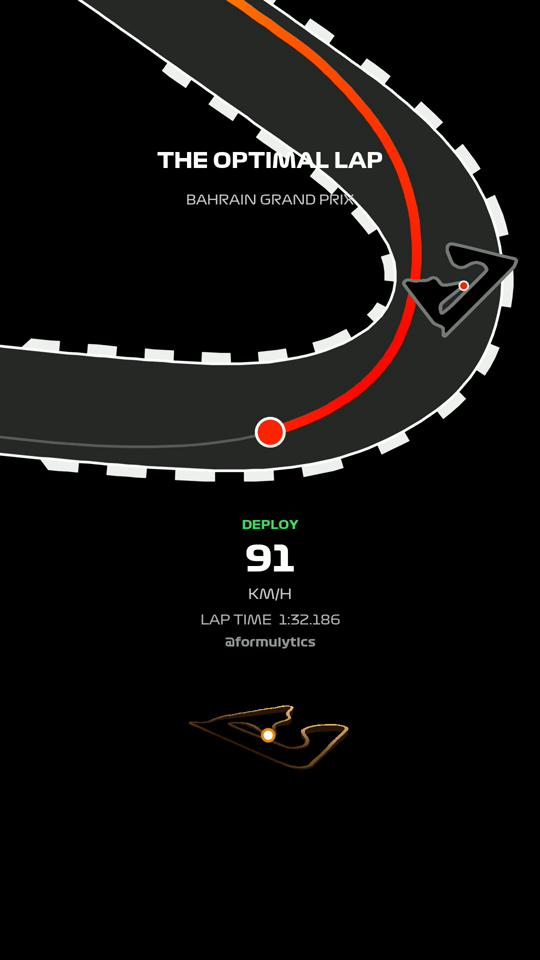 THE OPTIMAL LAP
BAHRAIN GRAND PRIX
DEPLOY
91
KM/H
LAP TIME 1:32.186
@formulytics